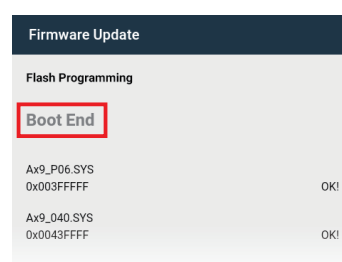 Firmware Update
Flash Programming
Boot End
Ax9_P06.SYS
0x003FFFFF
OK!
Ax9_040.SYS
0x0043FFFF
OK!